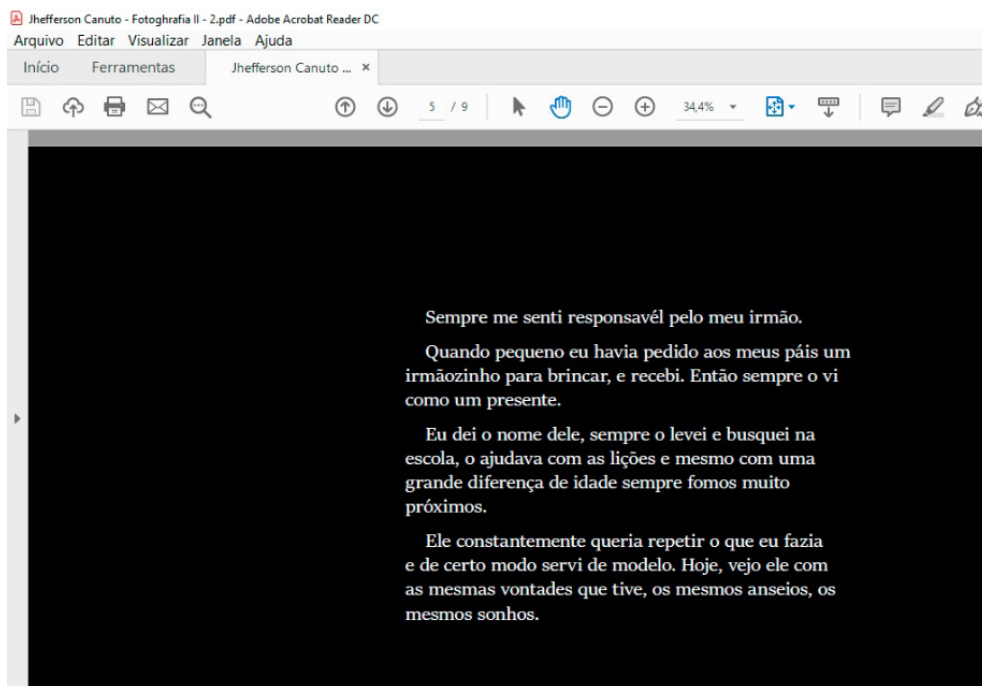 Jhefferson Canuto - Fotoghrafia II - 2.pdf - Adobe Acrobat Reader DC
Arquivo Editar Visualizar Janela Ajuda
Início Ferramentas Jhefferson Canuto ... ×
5 / 9 34,4%
Sempre me senti responsavél pelo meu irmão.
Quando pequeno eu havia pedido aos meus páis um
irmãozinho para brincar, e recebi. Então sempre o vi
como um presente.
Eu dei o nome dele, sempre o levei e busquei na
escola, o ajudava com as lições e mesmo com uma
grande diferença de idade sempre fomos muito
próximos.
Ele constantemente queria repetir o que eu fazia
e de certo modo servi de modelo. Hoje, vejo ele com
as mesmas vontades que tive, os mesmos anseios, os
mesmos sonhos.